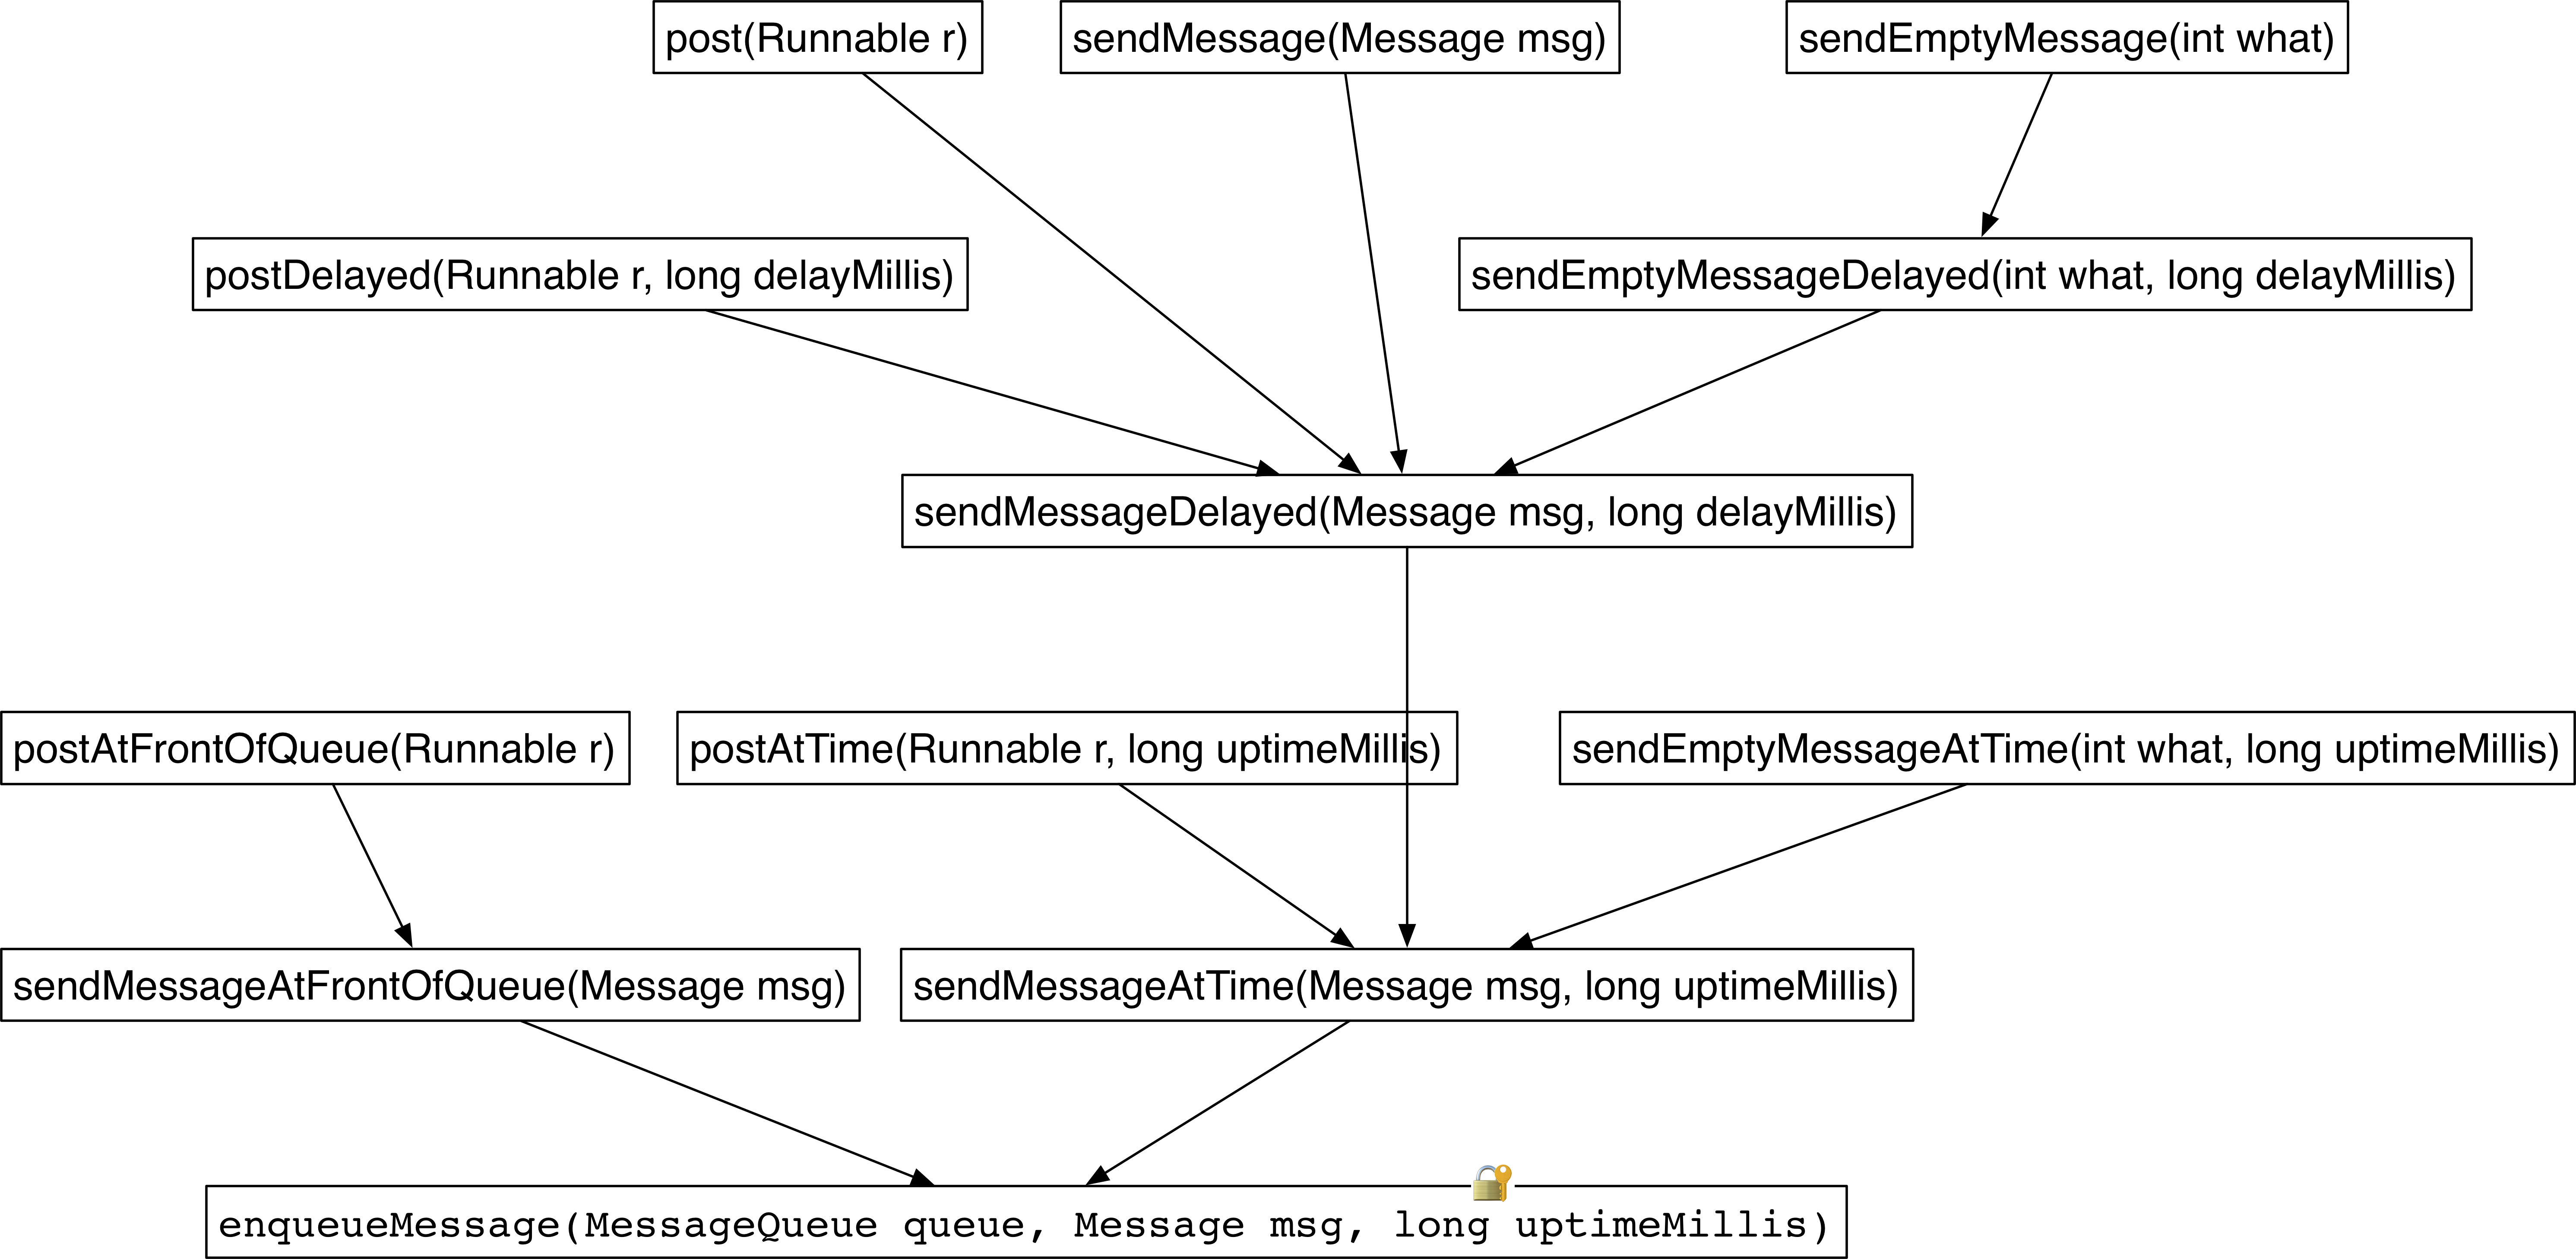 post(Runnable r)
sendMessage(Message msg)
sendEmptyMessage(int what)
postDelayed(Runnable r, long delayMillis)
sendEmptyMessageDelayed(int what, long delayMillis)
sendMessageDelayed(Message msg, long delayMillis)
postAtFrontOfQueue(Runnable r)
postAtTime(Runnable r, long uptimeMillis)
sendEmptyMessageAtTime(int what, long uptimeMillis)
sendMessageAtFrontOfQueue(Message msg)
sendMessageAtTime(Message msg, long uptimeMillis)
enqueueMessage(MessageQueue queue, Message msg, long uptimeMillis)